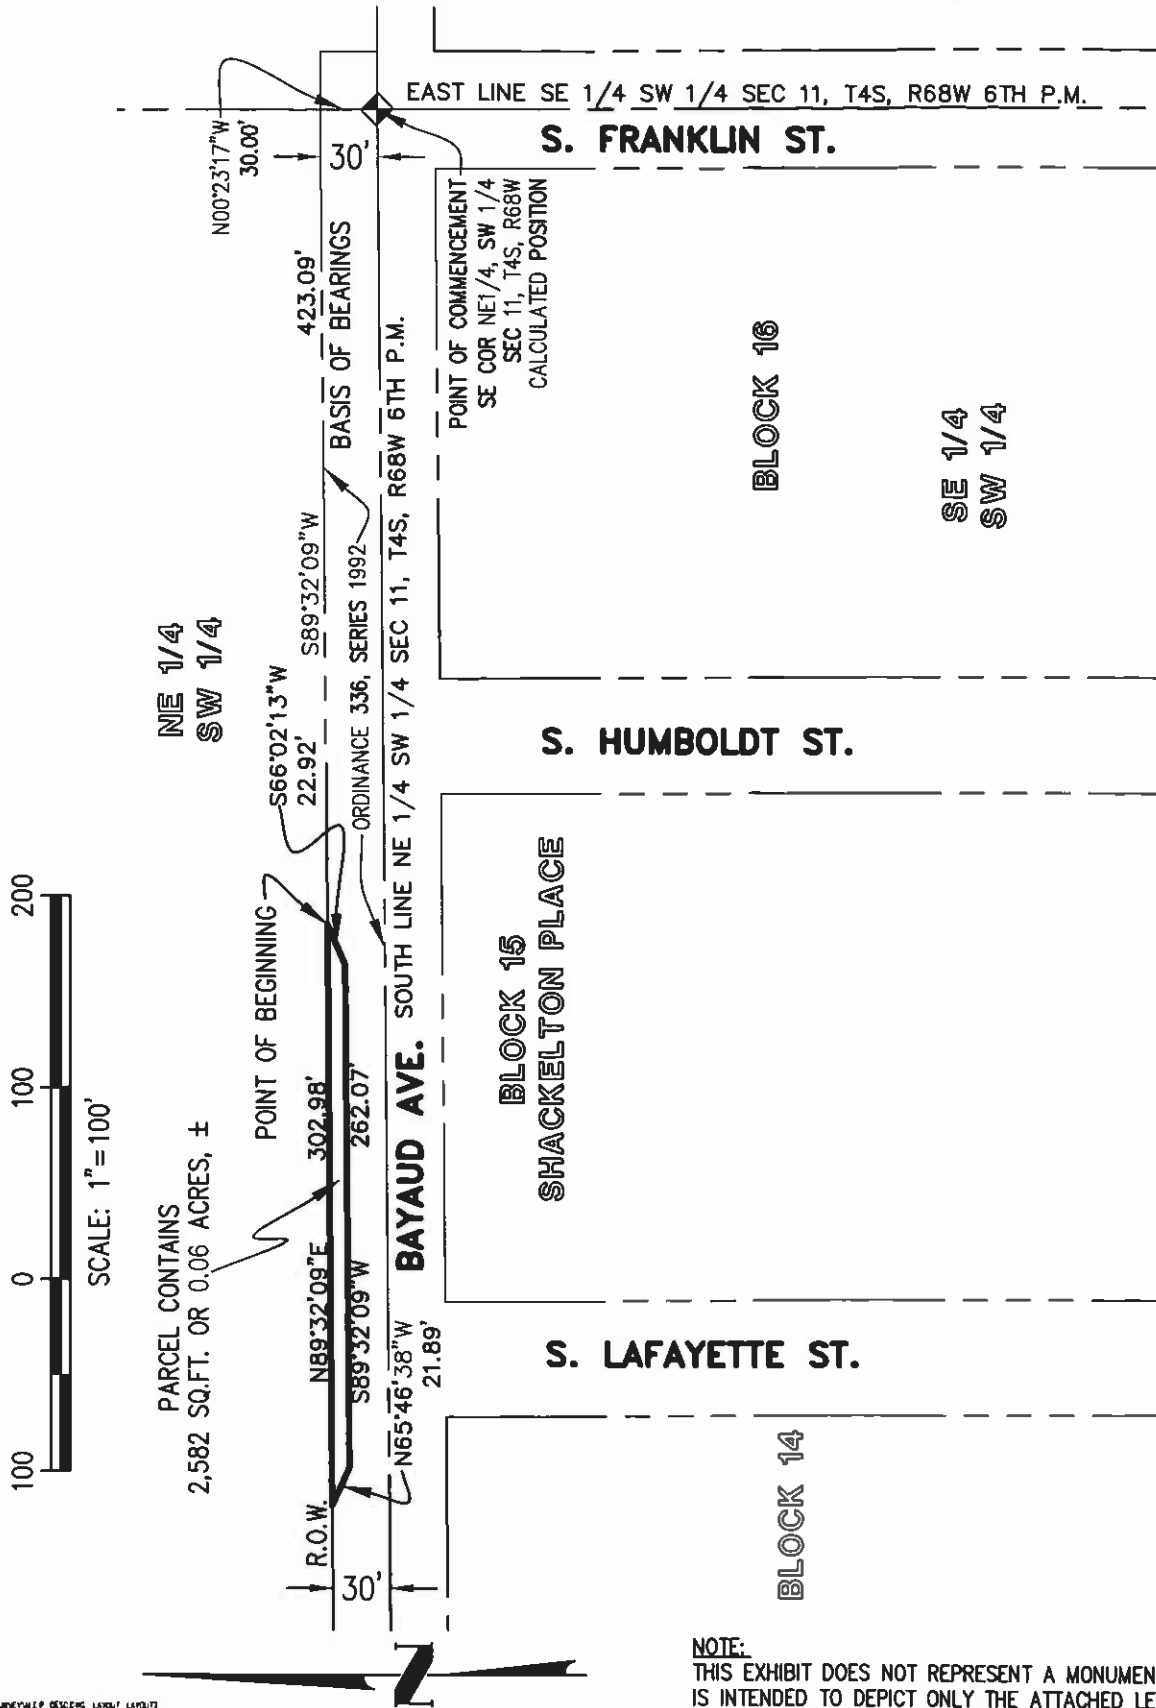 EAST LINE SE 1/4 SW 1/4 SEC 11, T4S, R68W 6TH P.M.
S. FRANKLIN ST.
N00°23'17"W
30.00'
30'
423.09'
BASIS OF BEARINGS
POINT OF COMMENCEMENT
SE COR NE1/4, SW 1/4
SEC 11, T4S, R68W
CALCULATED POSITION
BLOCK 16
SE 1/4
SW 1/4
NE 1/4
SW 1/4
S89°32'09"W
S66°02'13"W
22.92'
ORDINANCE 336, SERIES 1992
SOUTH LINE NE 1/4 SW 1/4 SEC 11, T4S, R68W 6TH P.M.
S. HUMBOLDT ST.
200
100
0
100
SCALE: 1"=100'
POINT OF BEGINNING
PARCEL CONTAINS
2,582 SQ.FT. OR 0.06 ACRES, ±
N89°32'09"E
302.98'
S89°32'09"W
262.07'
BAYAUD AVE.
BLOCK 15
SHACKELTON PLACE
N65°46'38"W
21.89'
S. LAFAYETTE ST.
R.O.W.
30'
BLOCK 14
N
NOTE:
THIS EXHIBIT DOES NOT REPRESENT A MONUMEN
IS INTENDED TO DEPICT ONLY THE ATTACHED LE